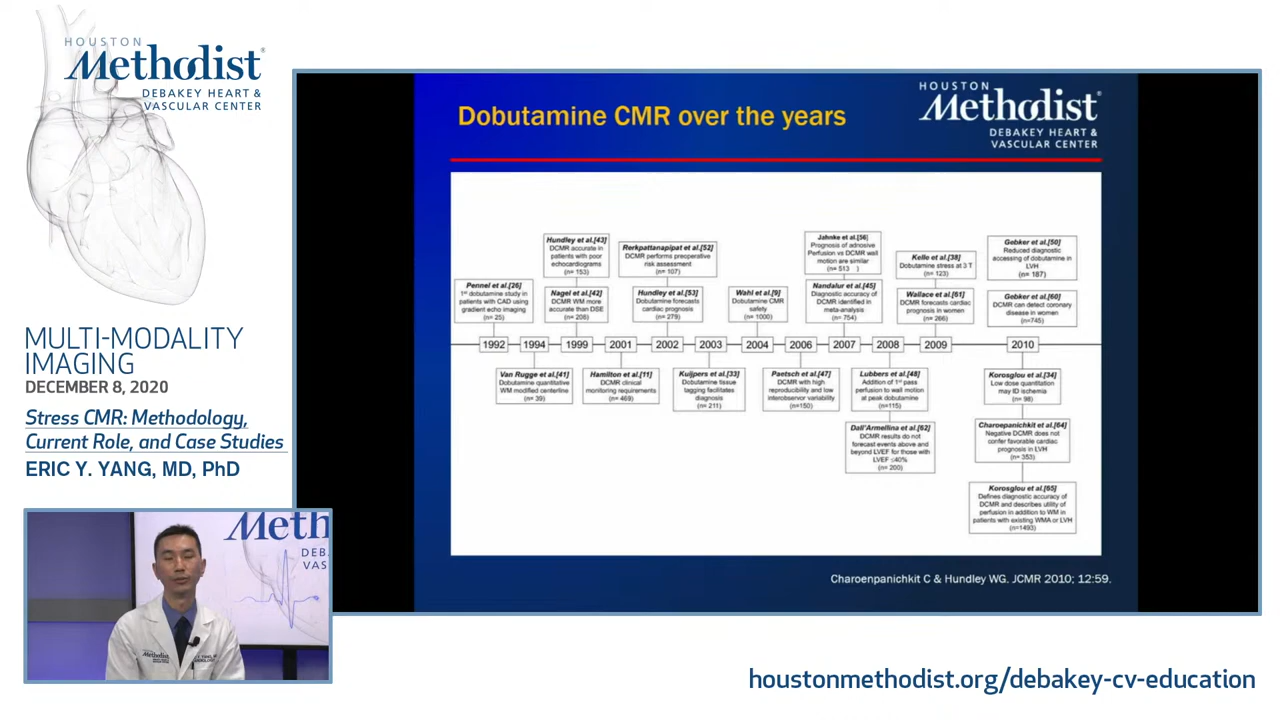 HOUSTON
Methodist®
DEBAKEY HEART &
VASCULAR CENTER
MULTI-MODALITY
IMAGING
DECEMBER 8, 2020
Stress CMR: Methodology,
Current Role, and Case Studies
ERIC Y. YANG, MD, PhD
Dobutamine CMR over the years
HOUSTON
Methodist®
DEBAKEY HEART &
VASCULAR CENTER
Hundley et al.[43]
DCMR accurate in
patients with poor
echocardiograms
(n= 153)
Rerkpattanapipat et al.[52]
DCMR performs preoperative
risk assessment
(n= 107)
Jahnke et al.[56]
Prognosis of adnosive
Perfusion vs DCMR wall
motion are similar
(n= 513 )
Kelle et al.[38]
Dobutamine stress at 3 T
(n= 123)
Gebker et al.[50]
Reduced diagnostic
accessing of dobutamine in
LVH
(n= 187)
Pennel et al.[26]
1st dobutamine study in
patients with CAD using
gradient echo imaging
(n= 25)
Nagel et al.[42]
DCMR WM more
accurate than DSE
(n= 208)
Hundley et al.[53]
Dobutamine forecasts
cardiac prognosis
(n= 279)
Wahl et al.[9]
Dobutamine CMR
safety
(n= 1000)
Nandalur et al.[45]
Diagnostic accuracy of
DCMR identified in
meta-analysis
(n= 754)
Wallace et al.[61]
DCMR forecasts cardiac
prognosis in women
(n= 266)
Gebker et al.[60]
DCMR can detect coronary
disease in women
(n=745)
1992 1994 1999 2001 2002 2003 2004 2006 2007 2008 2009 2010
Van Rugge et al.[41]
Dobutamine quantitative
WM modified centerline
(n= 39)
Hamilton et al.[11]
DCMR clinical
monitoring requirements
(n= 469)
Kuijpers et al.[33]
Dobutamine tissue
tagging facilitates
diagnosis
(n= 211)
Paetsch et al.[47]
DCMR with high
reproducibility and low
interobserver variability
(n=150)
Lubbers et al.[48]
Addition of 1st pass
perfusion to wall motion
at peak dobutamine
(n=115)
Korosglou et al.[34]
Low dose quantitation
may ID ischemia
(n= 98)
Dall'Armellina et al.[62]
DCMR results do not
forecast events above and
beyond LVEF for those with
LVEF ≤40%
(n= 200)
Charoepanichkit et al.[64]
Negative DCMR does not
confer favorable cardiac
prognosis in LVH
(n= 353)
Korosglou et al.[65]
Defines diagnostic accuracy of
DCMR and describes utility of
perfusion in addition to WM in
patients with existing WMA or LVH
(n=1493)
Charoenpanichkit C & Hundley WG. JCMR 2010; 12:59.
Meth
DEB
VAS
houstonmethodist.org/debakey-cv-education